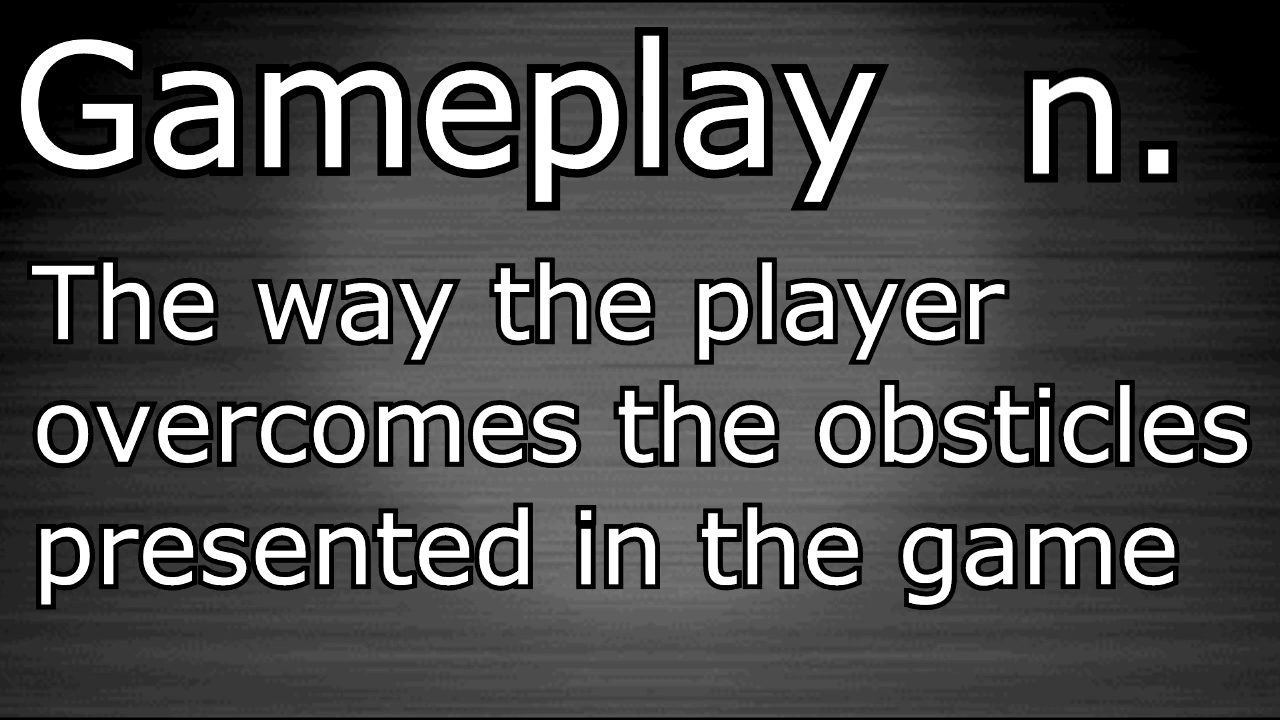 Gameplay n.
The way the player
overcomes the obsticles
presented in the game